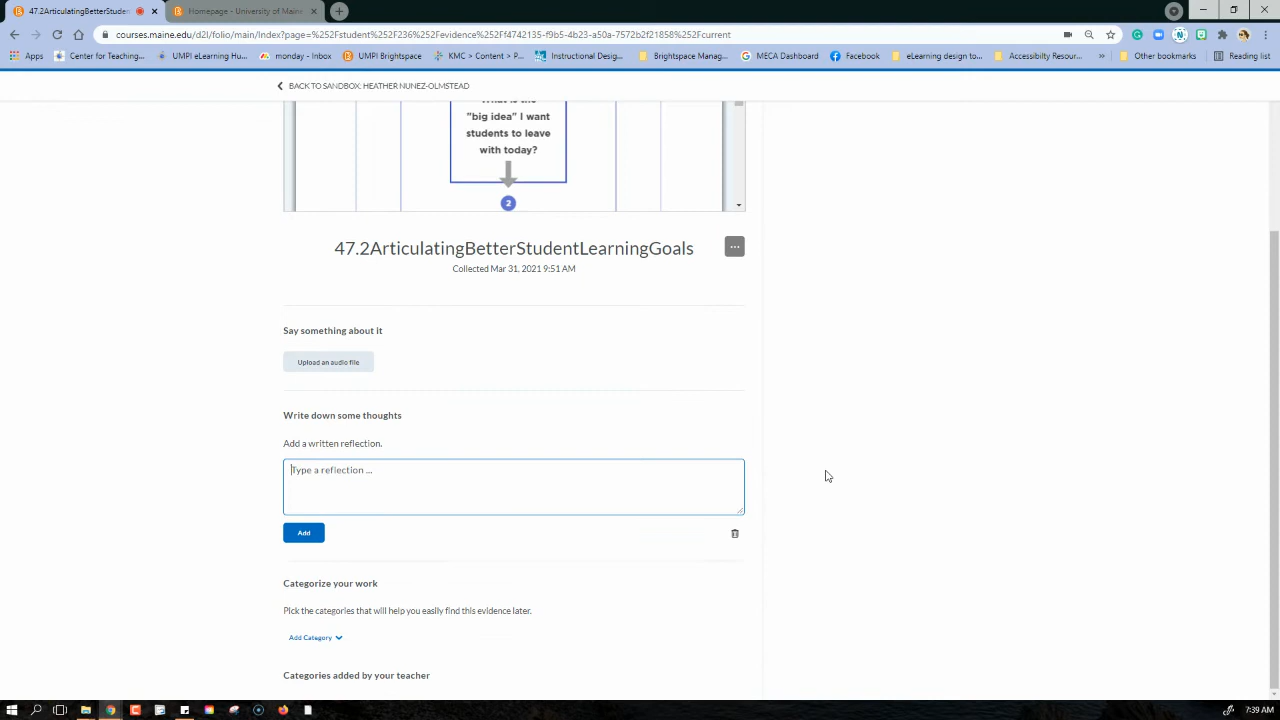 47.2ArticulatingBetterStudent
Homepage - University of Maine
courses.maine.edu/d2l/folio/main/Index?page=%252Fstudent%252F236%252Fevidence%252Ff4742135-f9b5-4b23-a50a-7572b2f21858%252Fcurrent
Apps
Center for Teaching...
UMPI eLearning Hu...
monday - Inbox
UMPI Brightspace
KMC > Content > P...
Instructional Desig...
Brightspace Manag...
MECA Dashboard
Facebook
eLearning design to...
Accessibilty Resour...
»
Other bookmarks
Reading list
BACK TO SANDBOX: HEATHER NUNEZ-OLMSTEAD
What is the
"big idea" I want
students to leave
with today?
2
47.2ArticulatingBetterStudentLearningGoals
Collected Mar 31, 2021 9:51 AM
Say something about it
Upload an audio file
Write down some thoughts
Add a written reflection.
Type a reflection ...
Add
Categorize your work
Pick the categories that will help you easily find this evidence later.
Add Category
Categories added by your teacher
7:39 AM